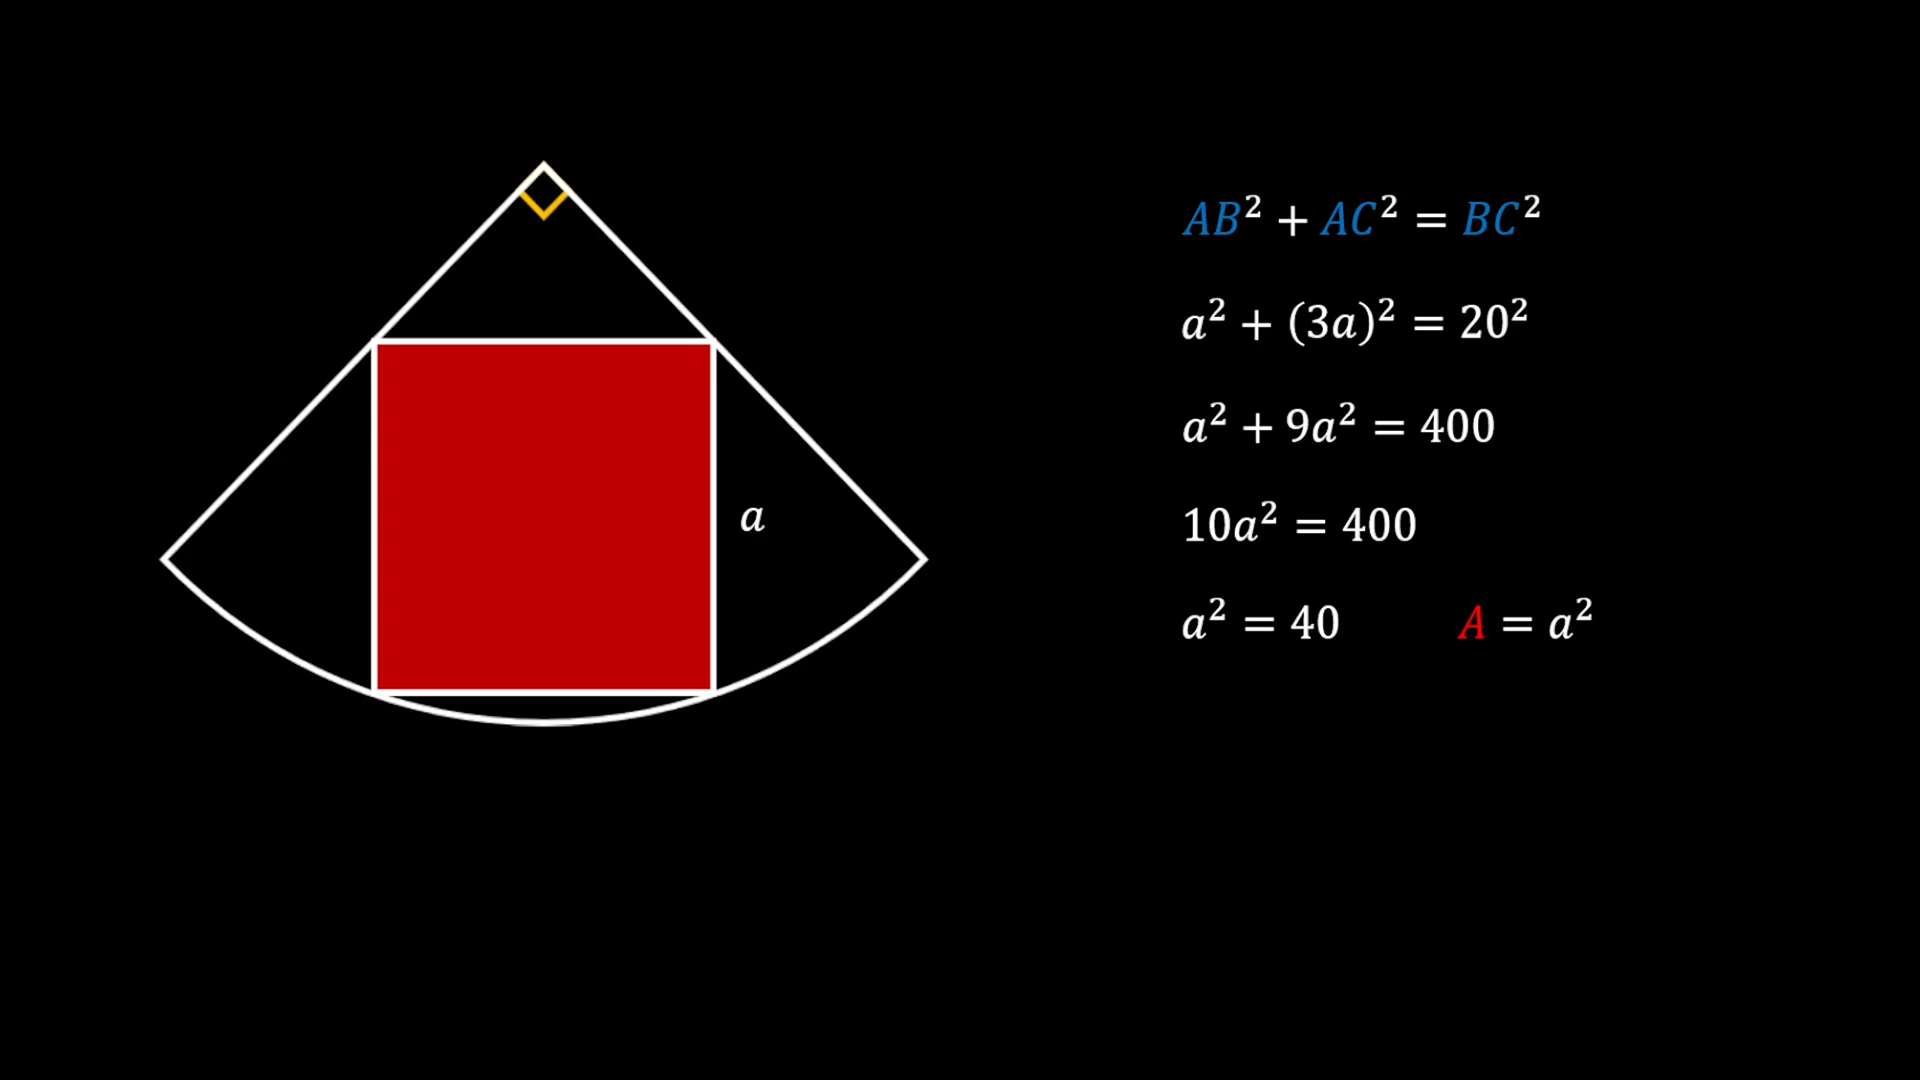 AB² + AC² = BC²
a² + (3a)² = 20²
a² + 9a² = 400
a
10a² = 400
a² = 40 A = a²